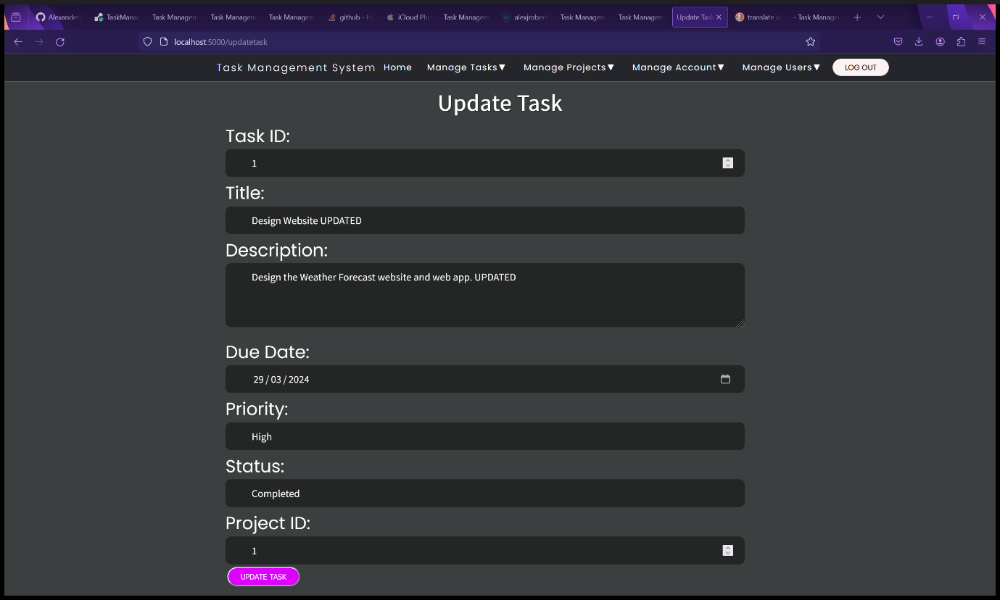 Alexander
TaskManag
Task Managem
Task Managem
Task Managem
github - H
iCloud Pho
Task Managem
alexjrobert
Task Managem
Task Managem
Update Task
translate a
- Task Manage
localhost:5000/updatetask
Task Management System Home Manage Tasks▼ Manage Projects▼ Manage Account▼ Manage Users▼ LOG OUT
Update Task
Task ID:
1
Title:
Design Website UPDATED
Description:
Design the Weather Forecast website and web app. UPDATED
Due Date:
29 / 03 / 2024
Priority:
High
Status:
Completed
Project ID:
1
UPDATE TASK